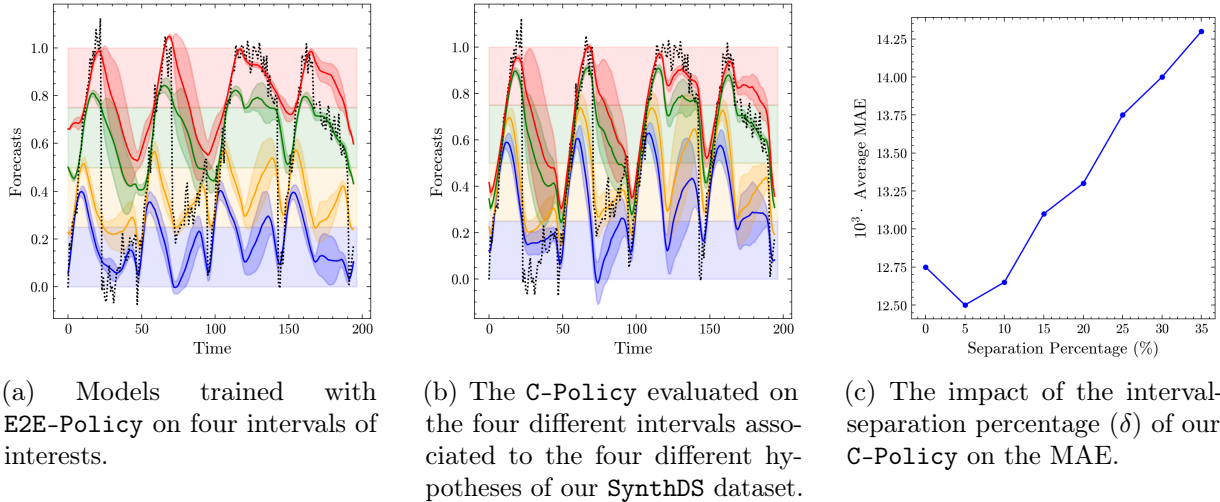 1.0
0.8
0.6
0.4
0.2
0.0
Forecasts
0
50
100
150
200
Time
(a) Models trained with
E2E-Policy on four intervals of
interests.
1.0
0.8
0.6
0.4
0.2
0.0
Forecasts
0
50
100
150
200
Time
(b) The C-Policy evaluated on
the four different intervals asso-
ciated to the four different hy-
potheses of our SynthDS dataset.
14.25
14.00
13.75
13.50
13.25
13.00
12.75
12.50
10³ · Average MAE
0
5
10
15
20
25
30
35
Separation Percentage (%)
(c) The impact of the interval-
separation percentage (δ) of our
C-Policy on the MAE.